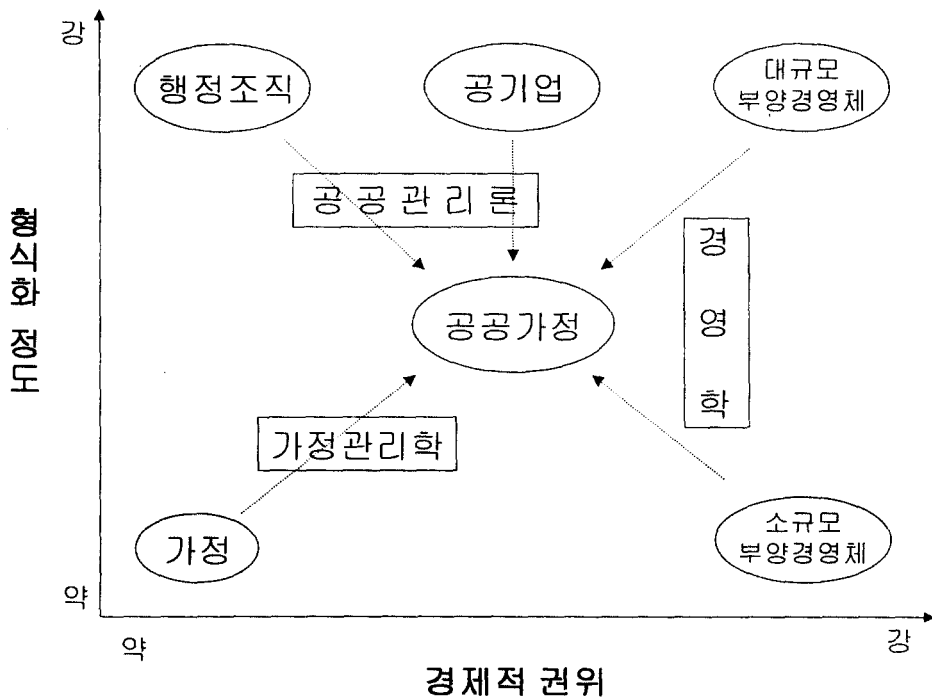 강
행정조직
공기업
대규모
부양경영체
공공관리론
형식화 정도
경영학
공공가정
가정관리학
가정
소규모
부양경영체
약
약
강
경제적 권위